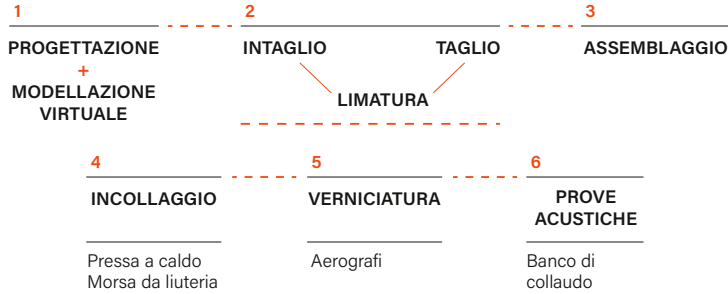 1
2
3
PROGETTAZIONE
+
MODELLAZIONE
VIRTUALE
INTAGLIO
TAGLIO
LIMATURA
ASSEMBLAGGIO
4
5
6
INCOLLAGGIO
VERNICIATURA
PROVE
ACUSTICHE
Pressa a caldo
Morsa da liuteria
Aerografi
Banco di
collaudo